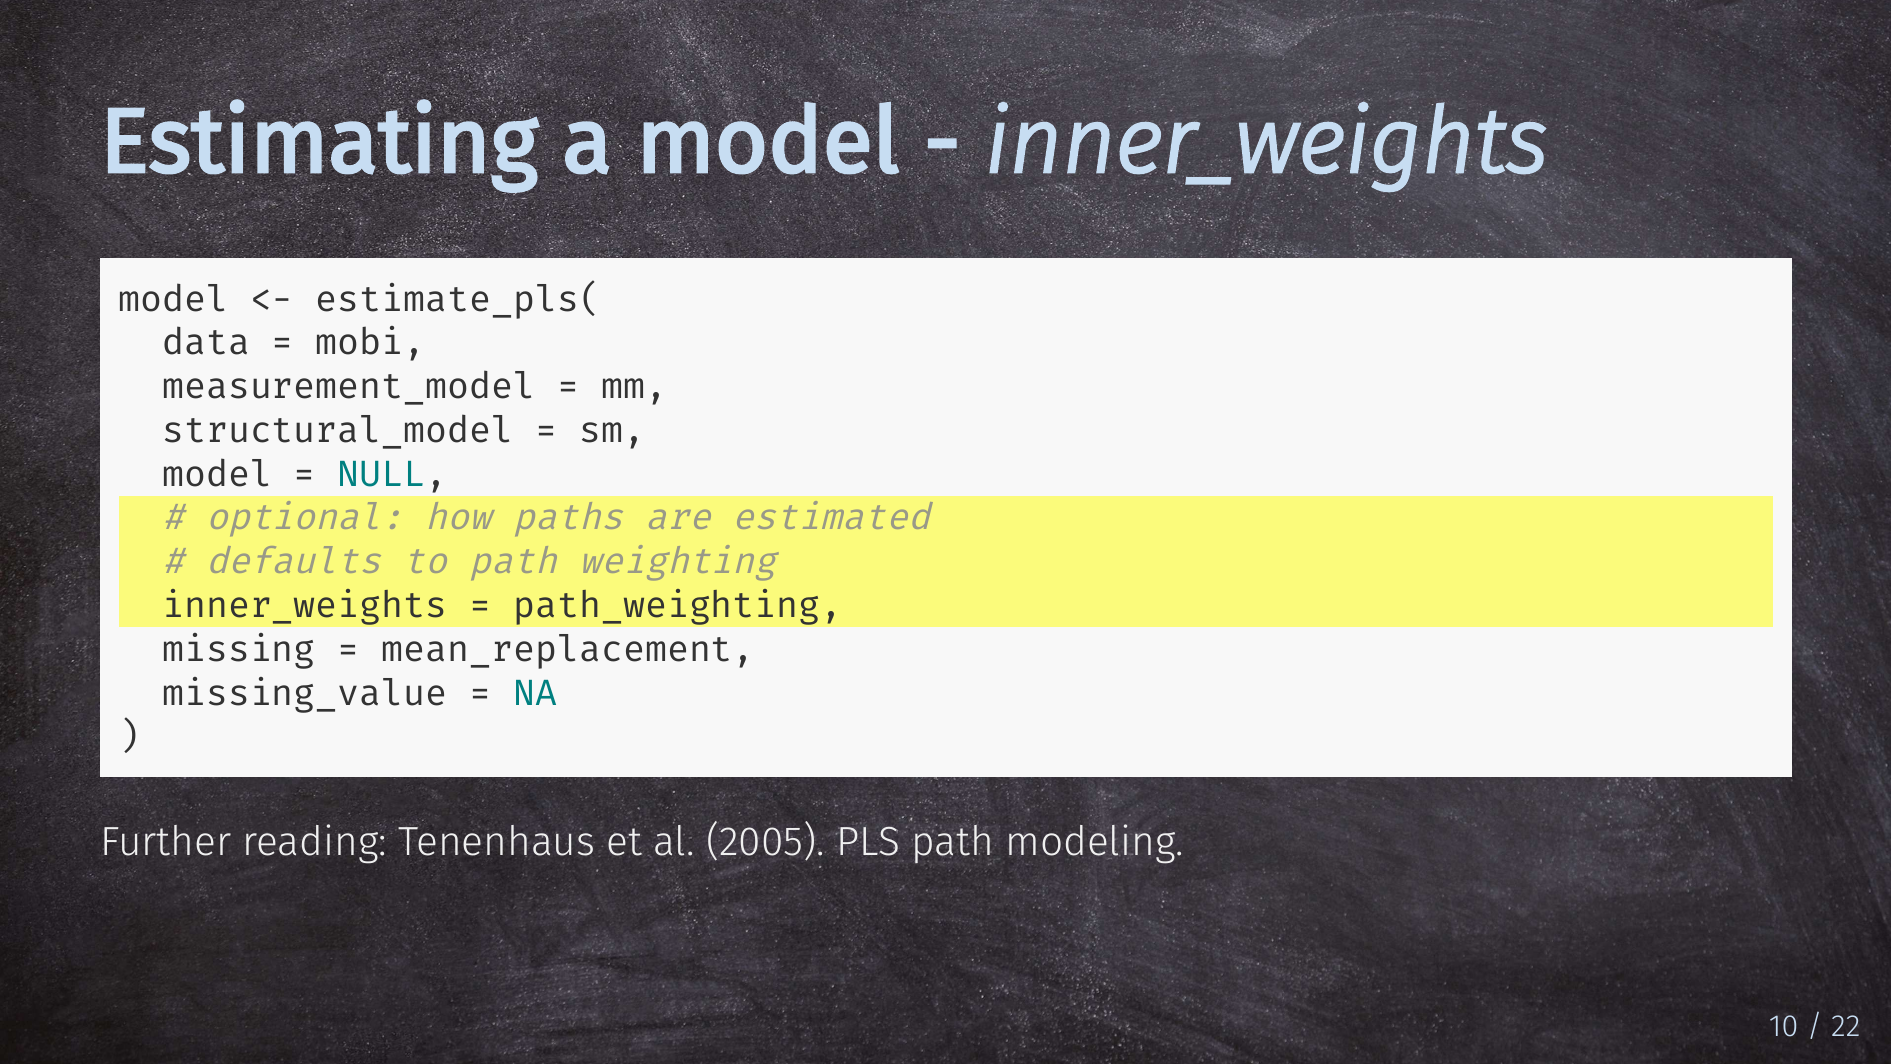 Estimating a model - inner_weights
model <- estimate_pls(
  data = mobi,
  measurement_model = mm,
  structural_model = sm,
  model = NULL,
  # optional: how paths are estimated
  # defaults to path weighting
  inner_weights = path_weighting,
  missing = mean_replacement,
  missing_value = NA
)
Further reading: Tenenhaus et al. (2005). PLS path modeling.
10 / 22